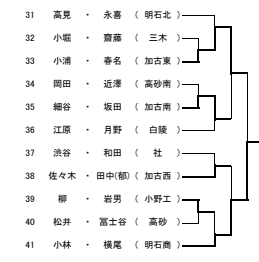 31 高見 ・ 永喜 ( 明石北 )
32 小堀 ・ 齋藤 ( 三木 )
33 小浦 ・ 春名 ( 加古東 )
34 岡田 ・ 近澤 ( 高砂南 )
35 細谷 ・ 坂田 ( 加古南 )
36 江原 ・ 月野 ( 白陵 )
37 渋谷 ・ 和田 ( 社 )
38 佐々木 ・ 田中(郁) ( 加古西 )
39 柳 ・ 岩男 ( 小野工 )
40 松井 ・ 冨士谷 ( 高砂 )
41 小林 ・ 横尾 ( 明石商 )